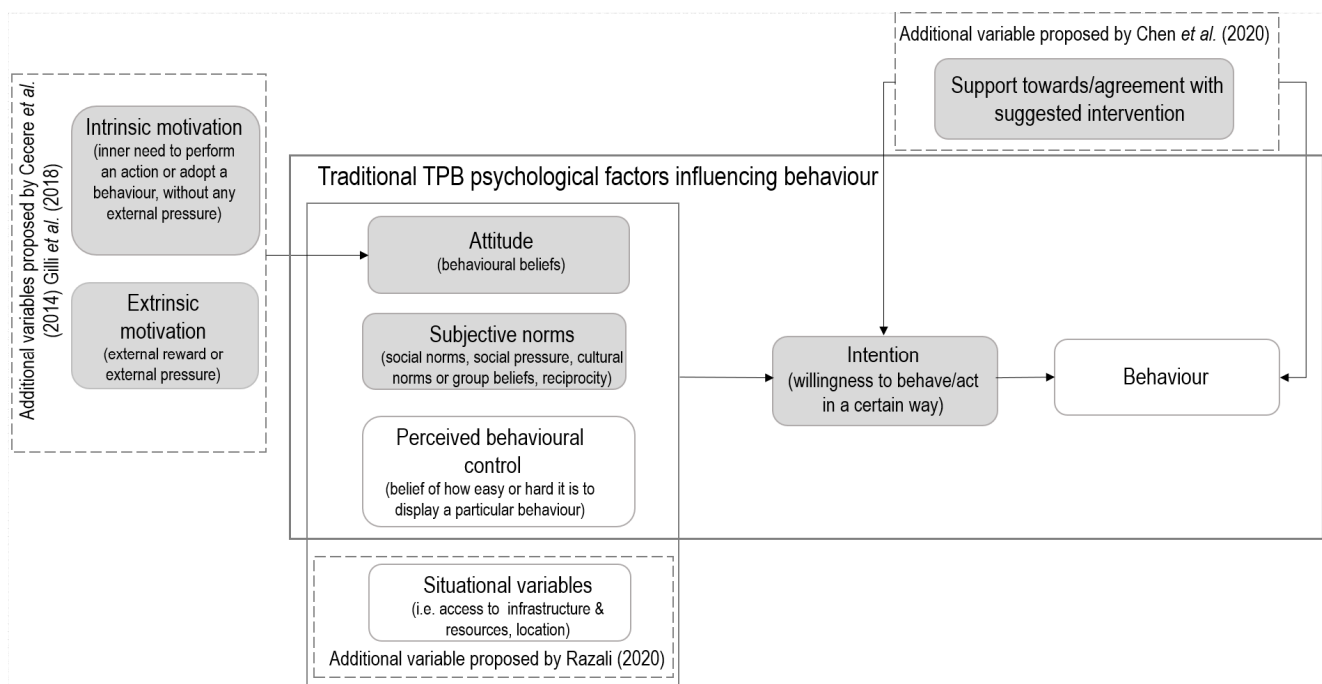 Additional variables proposed by Cecere et al.
(2014) Gilli et al. (2018)
Intrinsic motivation
(inner need to perform
an action or adopt a
behaviour, without any
external pressure)
Extrinsic
motivation
(external reward or
external pressure)
Additional variable proposed by Chen et al. (2020)
Support towards/agreement with
suggested intervention
Traditional TPB psychological factors influencing behaviour
Attitude
(behavioural beliefs)
Subjective norms
(social norms, social pressure, cultural
norms or group beliefs, reciprocity)
Perceived behavioural
control
(belief of how easy or hard it is to
display a particular behaviour)
Situational variables
(i.e. access to infrastructure &
resources, location)
Additional variable proposed by Razali (2020)
Intention
(willingness to behave/act
in a certain way)
Behaviour